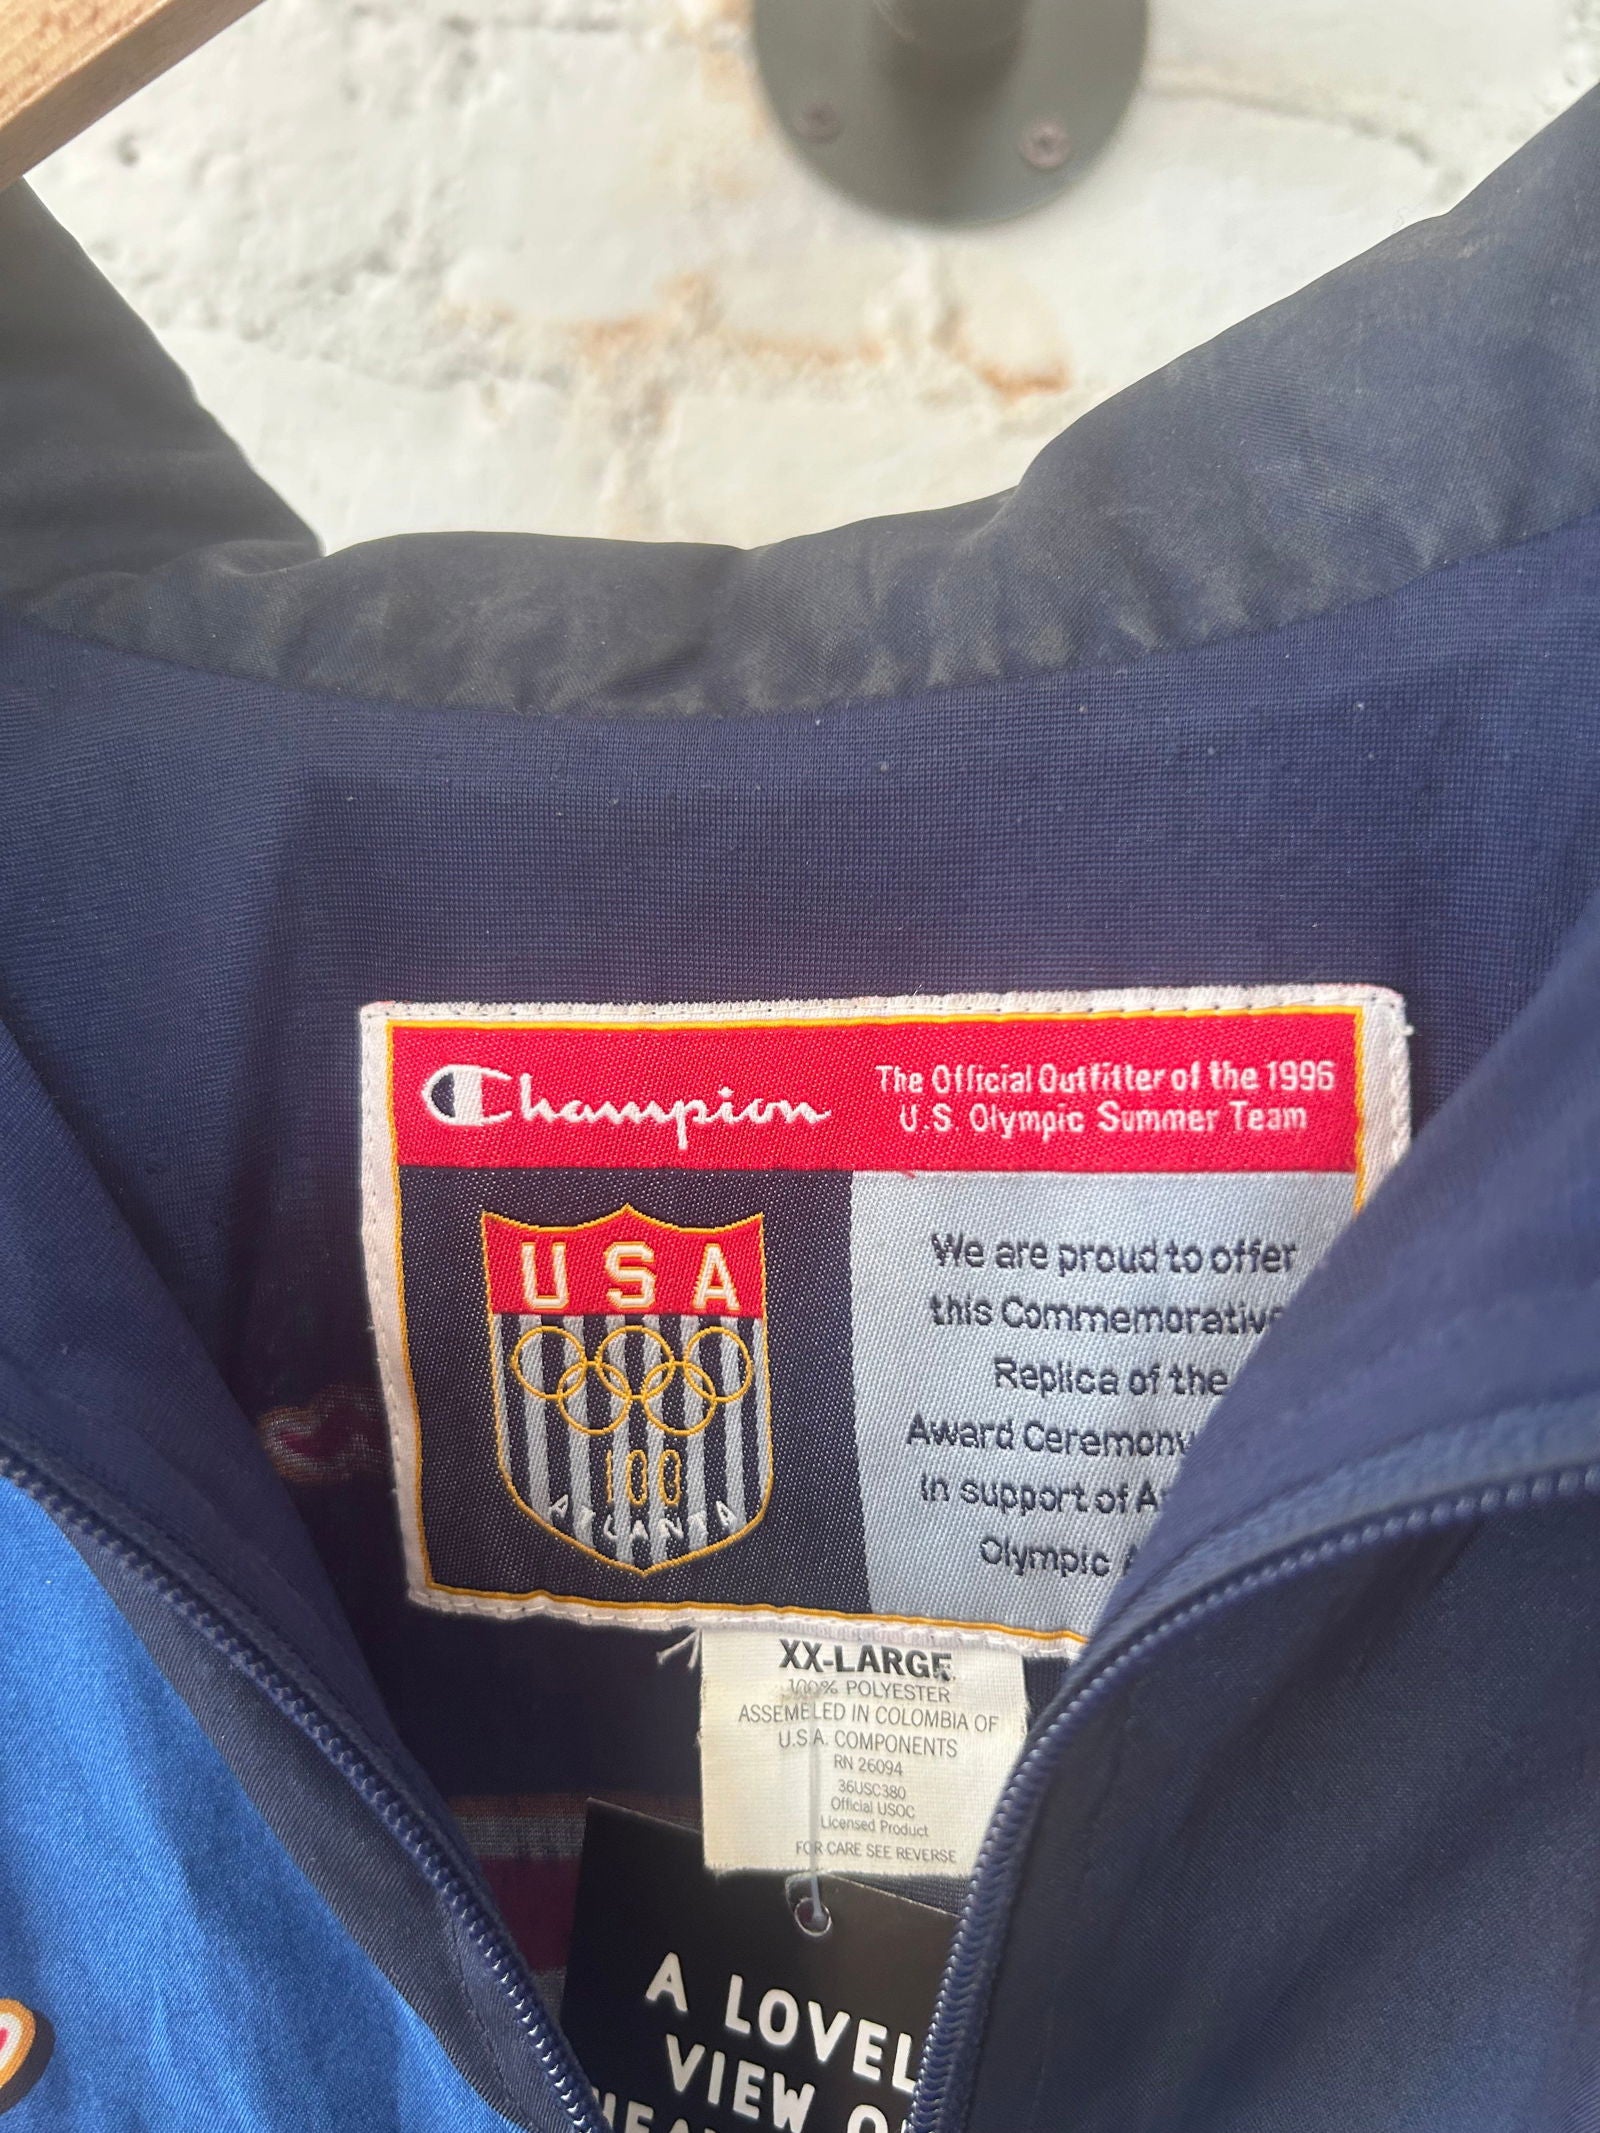 Champion
The Official Outfitter of the 1996
U.S. Olympic Summer Team
USA
100
ATLANTA
We are proud to offer
this Commemorative
Replica of the
Award Ceremony
In support of
Olympic
XX-LARGE
100% POLYESTER
ASSEMELED IN COLOMBIA OF
U.S.A. COMPONENTS
RN 26094
36USC380
Official USOC
Licensed Product
FOR CARE SEE REVERSE
A LOVEL
VIEW